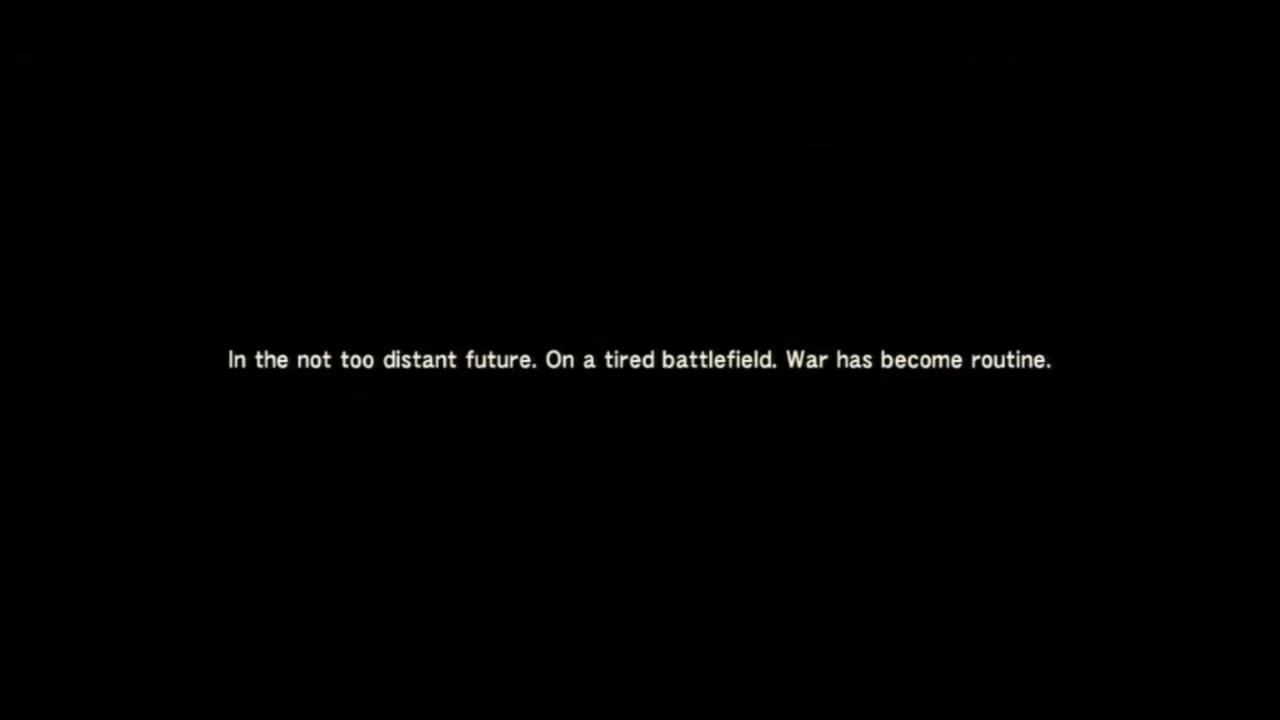 In the not too distant future. On a tired battlefield. War has become routine.